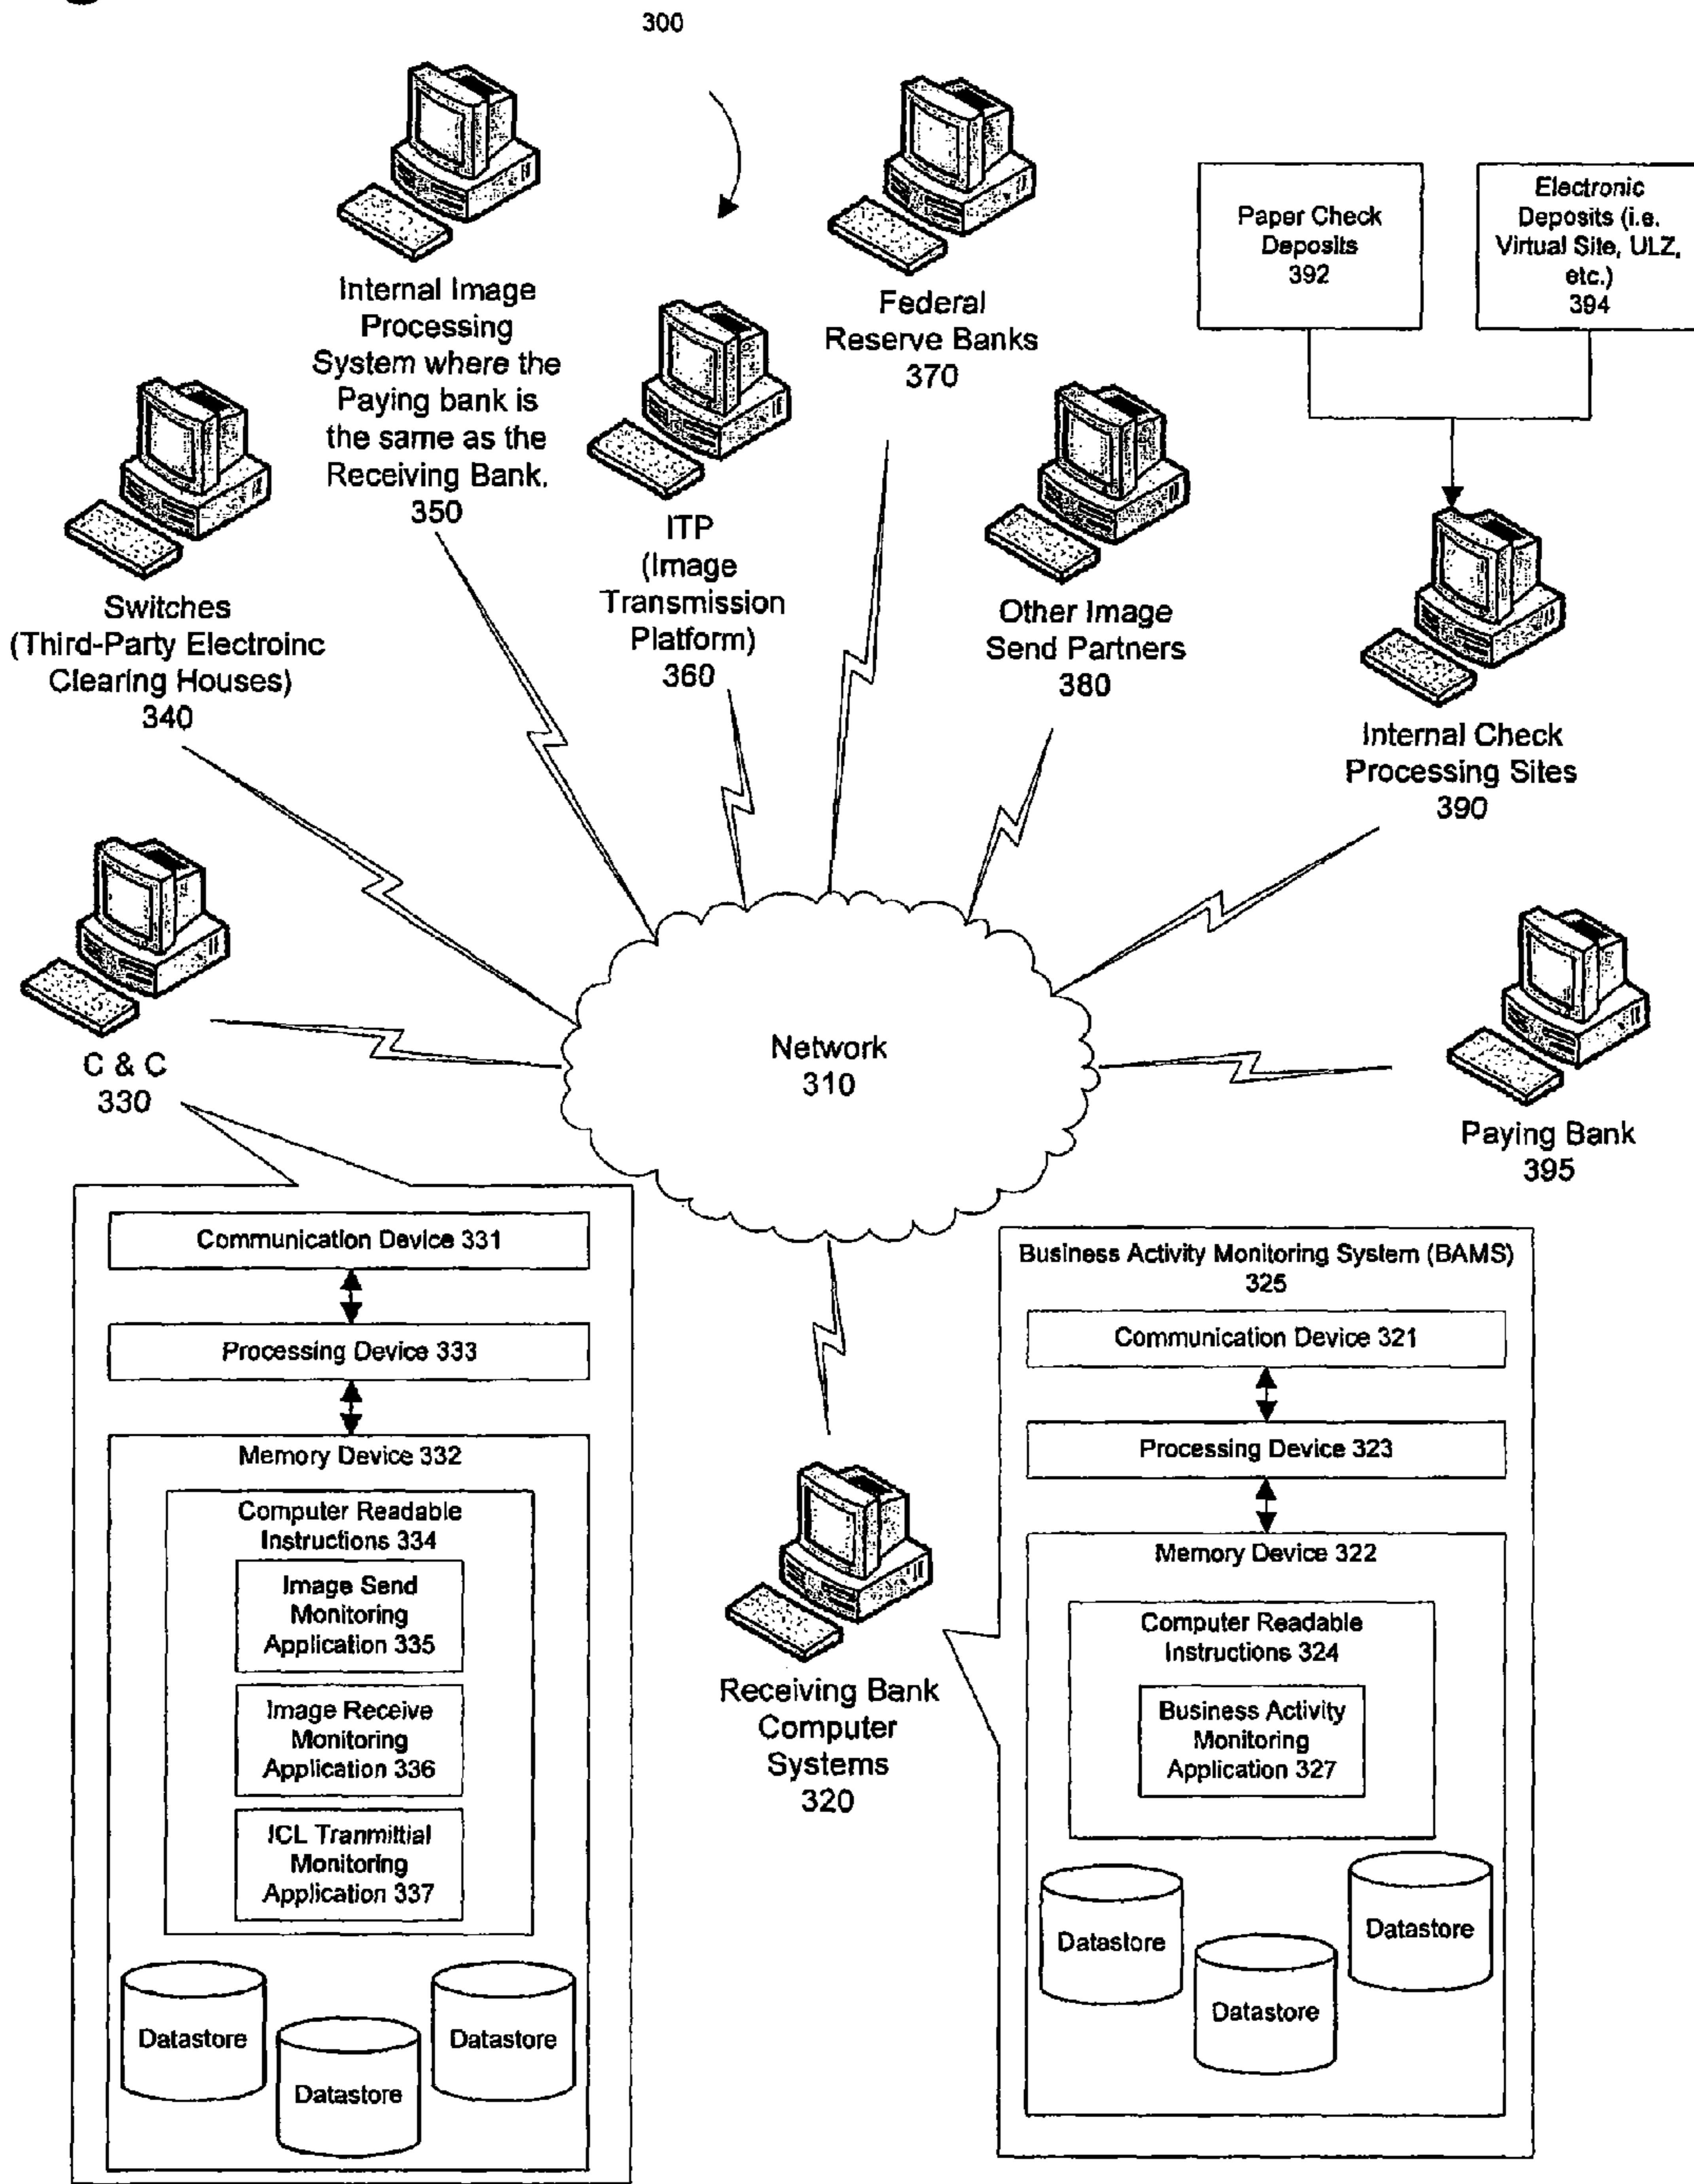 300
Internal Image
Processing
System where the
Paying bank is
the same as the
Receiving Bank.
350
Federal
Reserve Banks
370
Paper Check
Deposits
392
Electronic
Deposits (i.e.
Virtual Site, ULZ,
etc.)
394
Switches
(Third-Party Electroinc
Clearing Houses)
340
ITP
(Image
Transmission
Platform)
360
Other Image
Send Partners
380
Internal Check
Processing Sites
390
C & C
330
Network
310
Paying Bank
395
Communication Device 331
Processing Device 333
Memory Device 332
Computer Readable
Instructions 334
Image Send
Monitoring
Application 335
Image Receive
Monitoring
Application 336
ICL Tranmittial
Monitoring
Application 337
Datastore
Datastore
Datastore
Receiving Bank
Computer
Systems
320
Business Activity Monitoring System (BAMS)
325
Communication Device 321
Processing Device 323
Memory Device 322
Computer Readable
Instructions 324
Business Activity
Monitoring
Application 327
Datastore
Datastore
Datastore